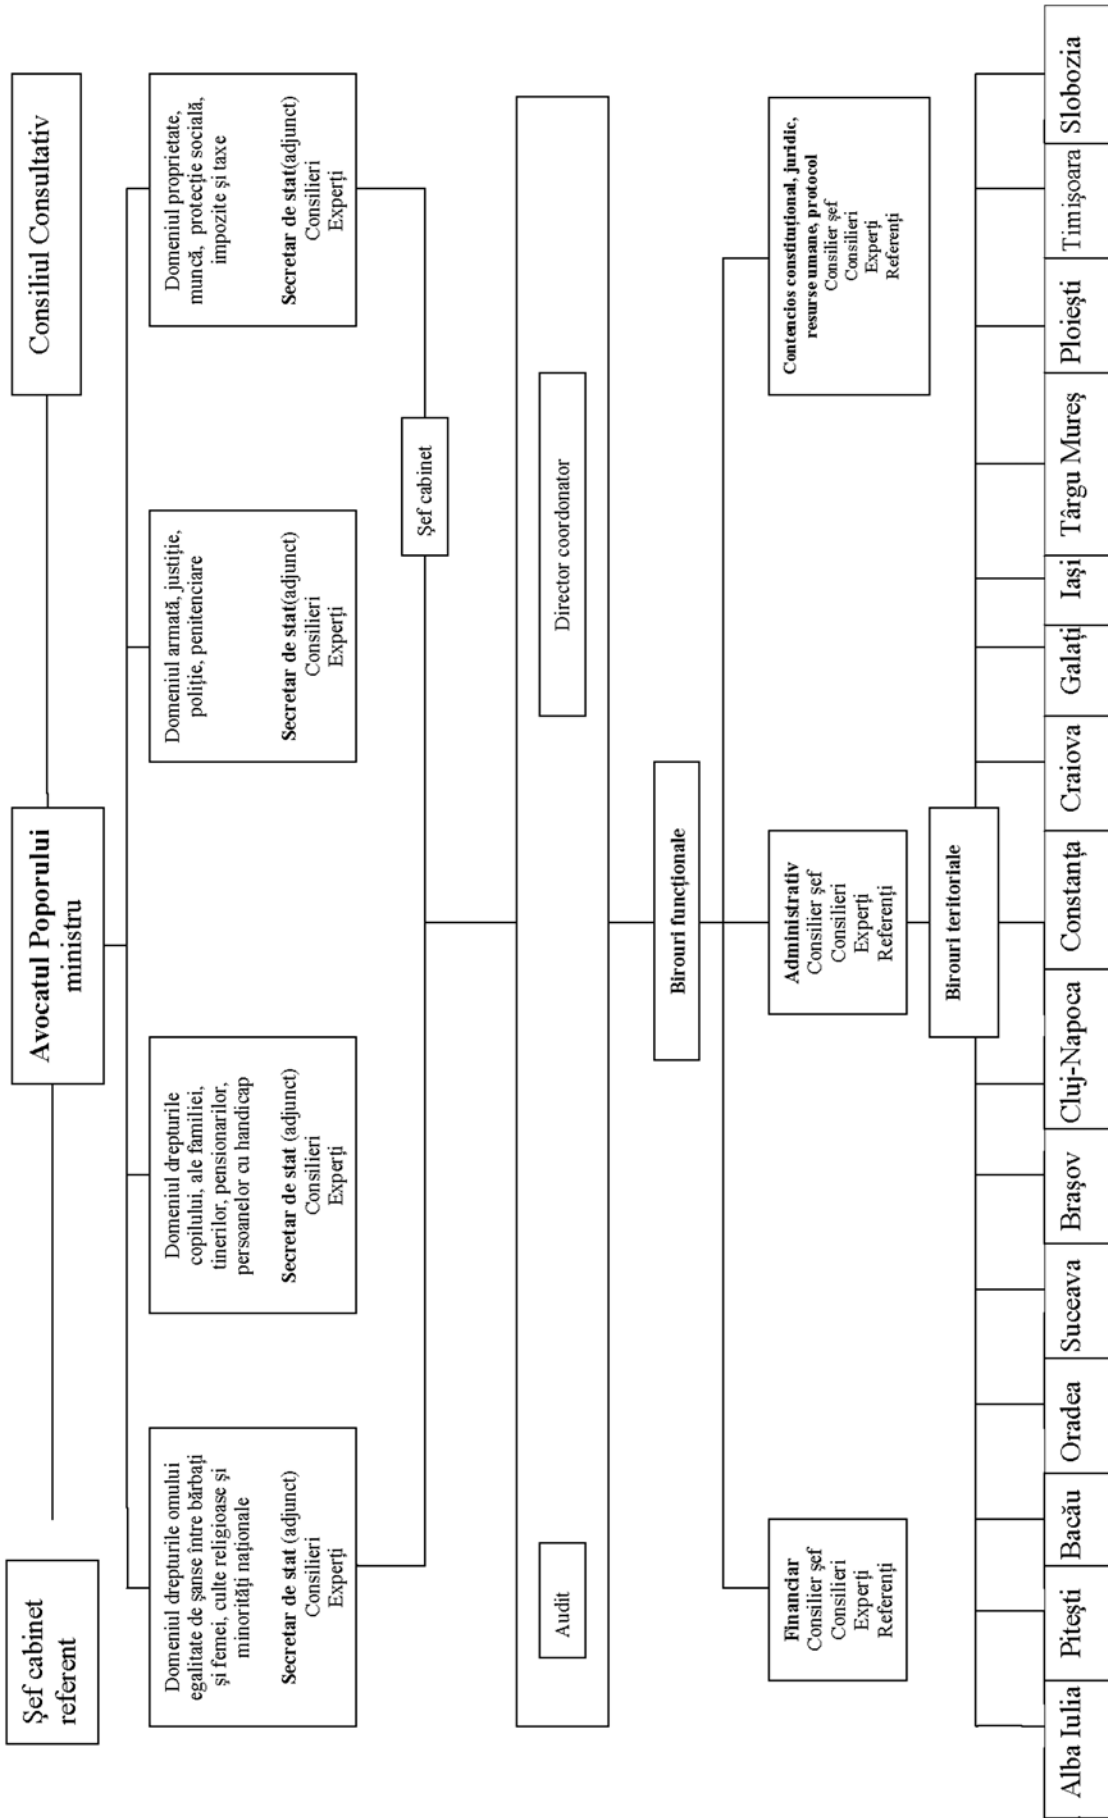 Şef cabinet
referent
Avocatul Poporului
ministru
Consiliul Consultativ
Domeniul drepturile omului
egalitate de şanse între bărbaţi
şi femei, culte religioase şi
minorităţi naţionale
Secretar de stat (adjunct)
Consilieri
Experţi
Domeniul drepturile
copilului, ale familiei,
tinerilor, pensionarilor,
persoanelor cu handicap
Secretar de stat (adjunct)
Consilieri
Experţi
Domeniul armată, justiţie,
poliţie, penitenciare
Secretar de stat(adjunct)
Consilieri
Experţi
Domeniul proprietate,
muncă, protecţie socială,
impozite şi taxe
Secretar de stat(adjunct)
Consilieri
Experţi
Şef cabinet
Audit
Director coordonator
Birouri funcţionale
Financiar
Consilier şef
Consilieri
Experţi
Referenţi
Administrativ
Consilier şef
Consilieri
Experţi
Referenţi
Contencios constituţional, juridic,
resurse umane, protocol
Consilier şef
Consilieri
Experţi
Referenţi
Birouri teritoriale
Alba Iulia
Piteşti
Bacău
Oradea
Suceava
Braşov
Cluj-Napoca
Constanţa
Craiova
Galaţi
Iaşi
Târgu Mureş
Ploieşti
Timişoara
Slobozia